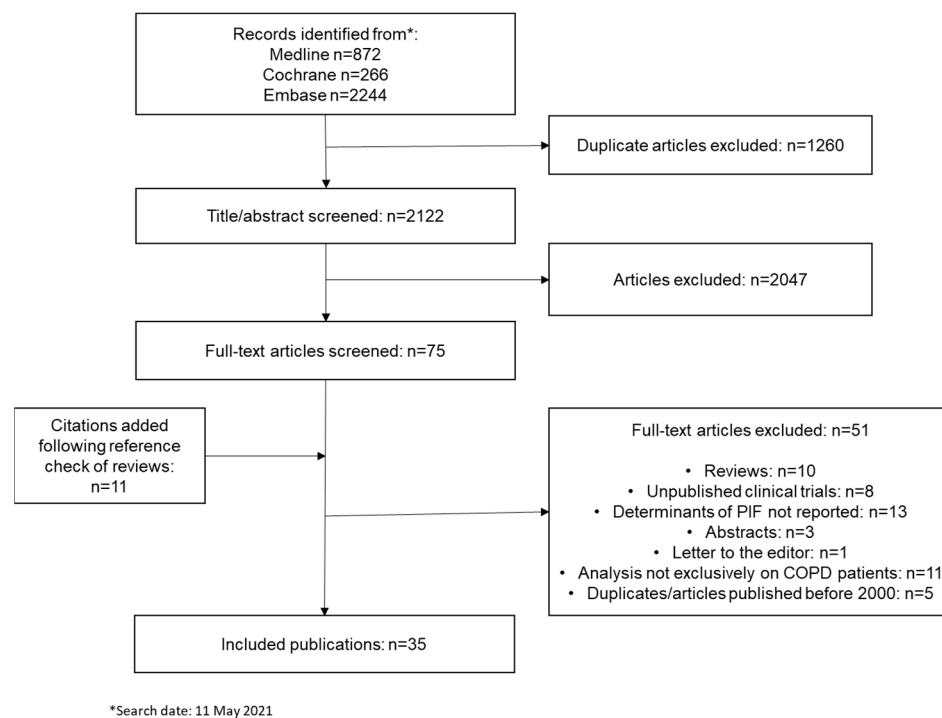 Records identified from*:
Medline n=872
Cochrane n=266
Embase n=2244
Duplicate articles excluded: n=1260
Title/abstract screened: n=2122
Articles excluded: n=2047
Full-text articles screened: n=75
Citations added
following reference
check of reviews:
n=11
Full-text articles excluded: n=51
• Reviews: n=10
• Unpublished clinical trials: n=8
• Determinants of PIF not reported: n=13
• Abstracts: n=3
• Letter to the editor: n=1
• Analysis not exclusively on COPD patients: n=11
• Duplicates/articles published before 2000: n=5
Included publications: n=35
*Search date: 11 May 2021